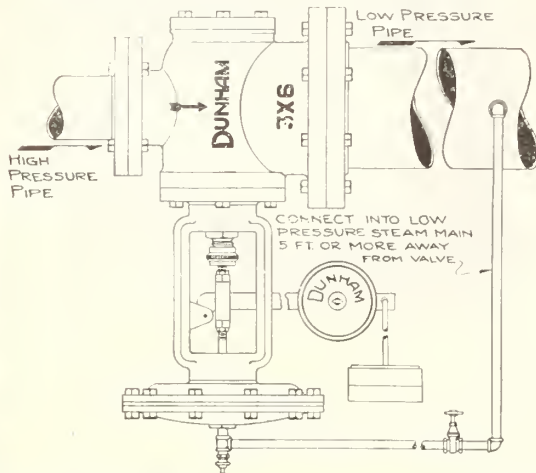 LOW PRESSURE
PIPE
DUNHAM
3X6
HIGH
PRESSURE
PIPE
CONNECT INTO LOW
PRESSURE STEAM MAIN
5 FT. OR MORE AWAY
FROM VALVE
DUNHAM